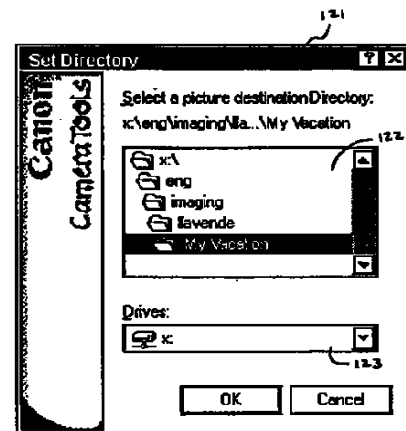 121
Set Directory
Canon
CameraTools
Select a picture destinationDirectory:
x:\eng\imaging\lla...\My Vacation
122
x:\
eng
imaging
llavende
My Vacation
Drives:
x:
123
OK
Cancel